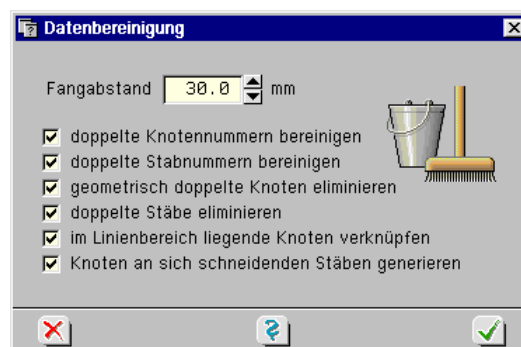 Datenbereinigung
Fangabstand 30.0 mm
doppelte Knotennummern bereinigen
doppelte Stabnummern bereinigen
geometrisch doppelte Knoten eliminieren
doppelte Stäbe eliminieren
im Linienbereich liegende Knoten verknüpfen
Knoten an sich schneidenden Stäben generieren